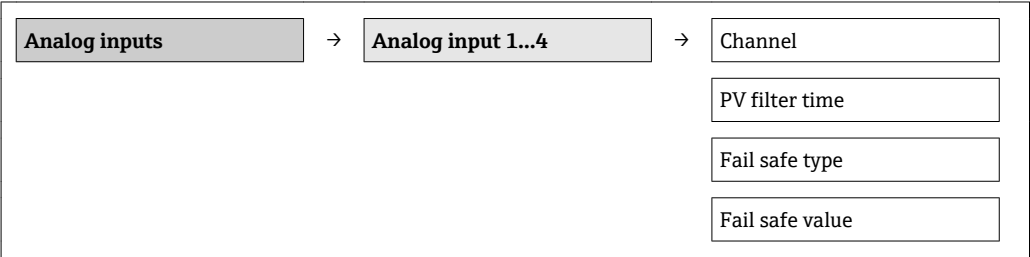 Analog inputs → Analog input 1…4 → Channel
PV filter time
Fail safe type
Fail safe value